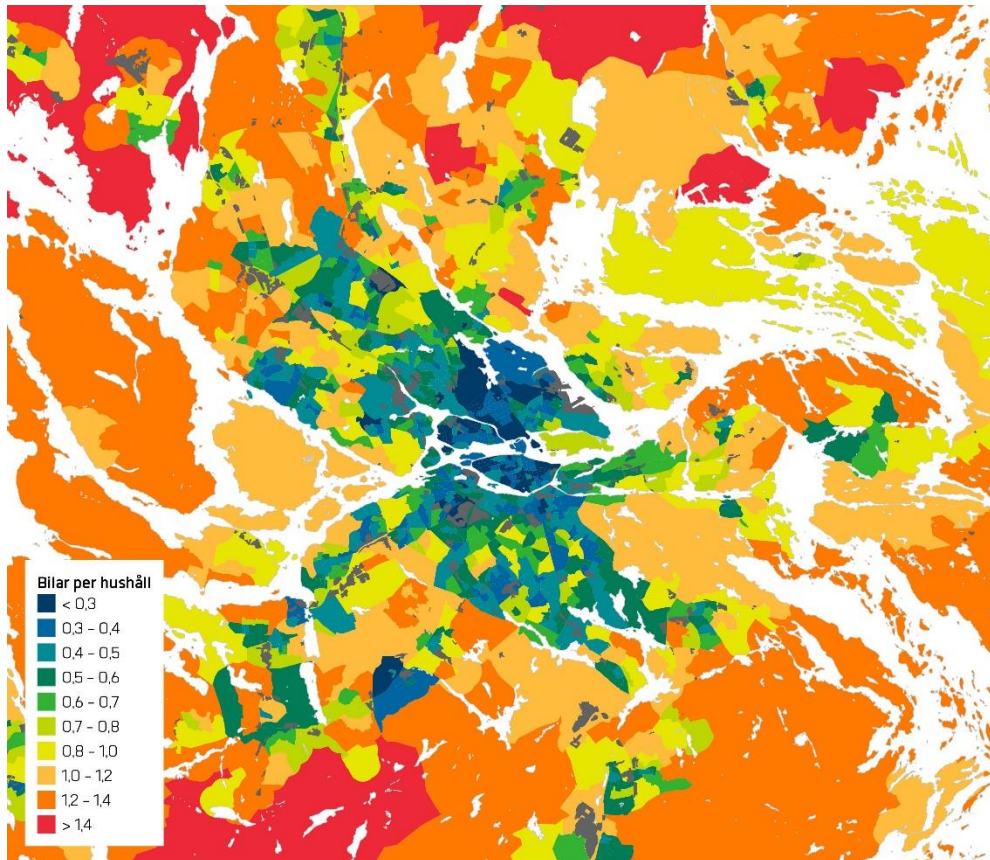 Bilar per hushåll
< 0,3
0,3 – 0,4
0,4 – 0,5
0,5 – 0,6
0,6 – 0,7
0,7 – 0,8
0,8 – 1,0
1,0 – 1,2
1,2 – 1,4
> 1,4